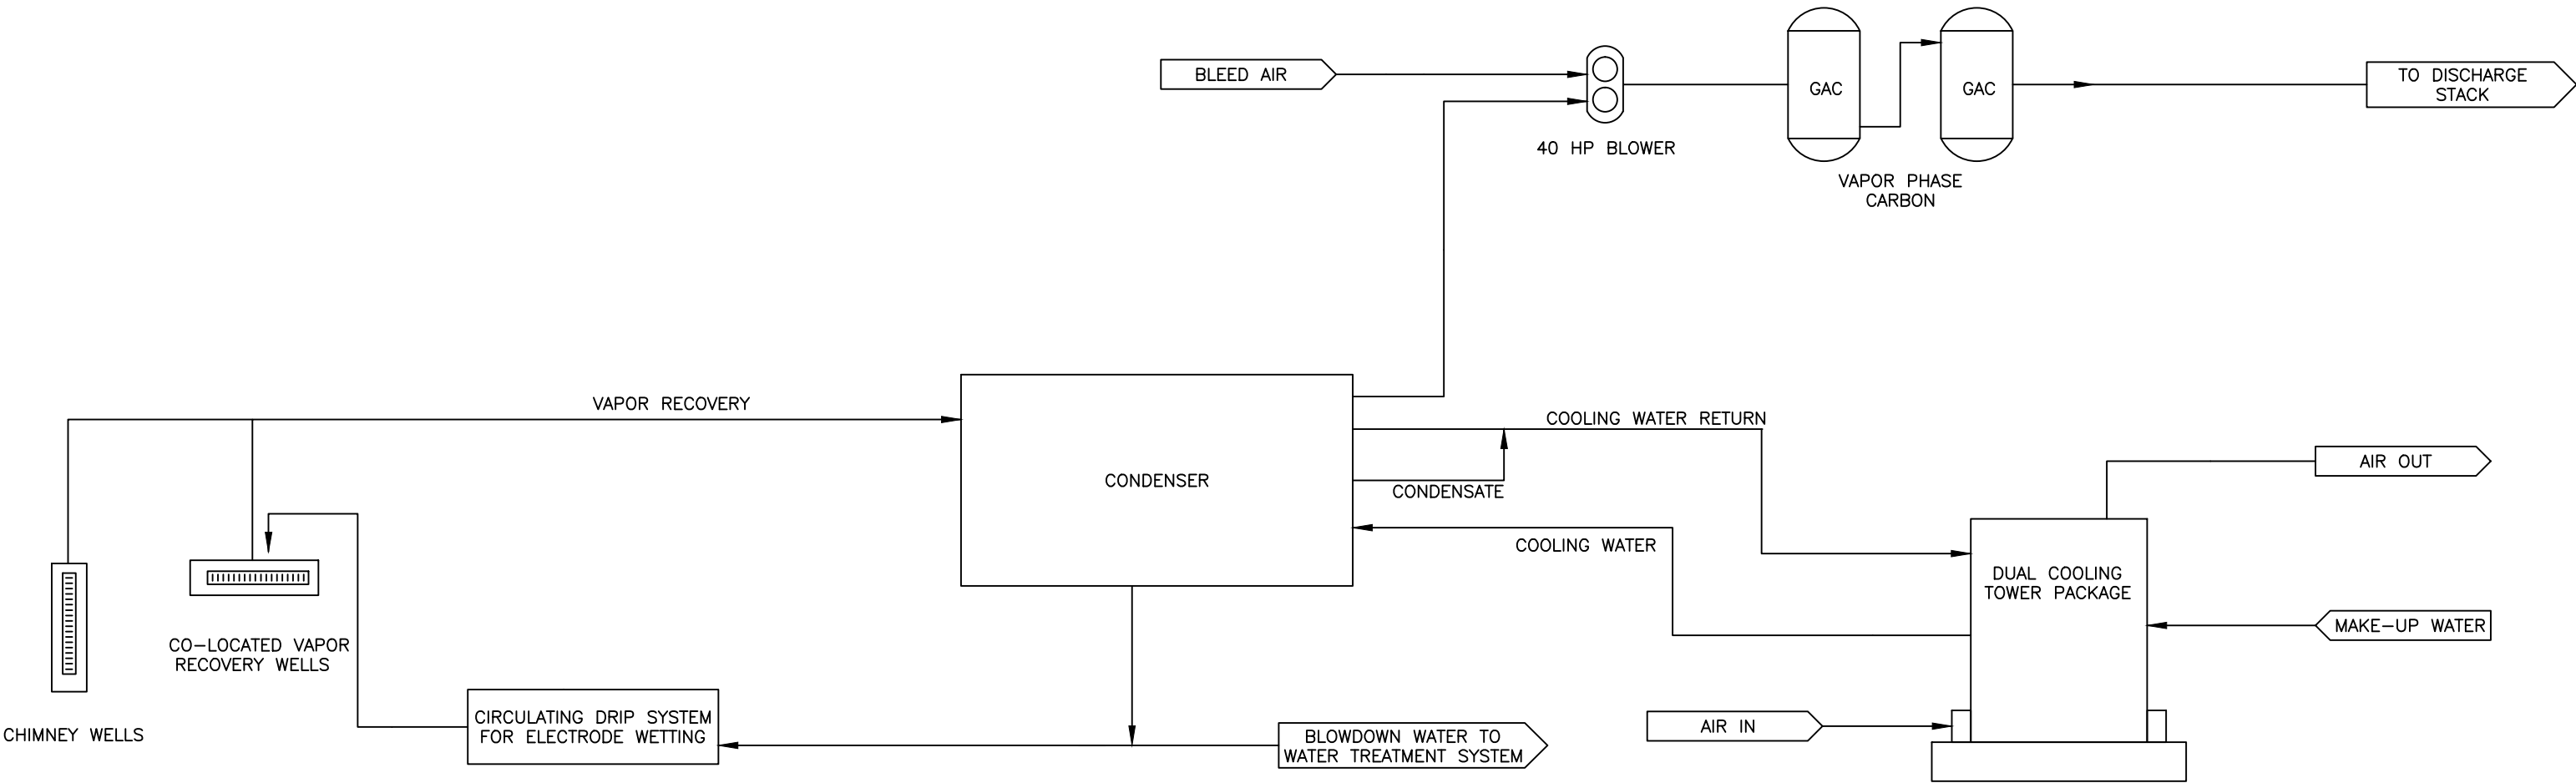 BLEED AIR
TO DISCHARGE
STACK
GAC
GAC
40 HP BLOWER
VAPOR PHASE
CARBON
VAPOR RECOVERY
COOLING WATER RETURN
CONDENSER
CONDENSATE
AIR OUT
COOLING WATER
DUAL COOLING
TOWER PACKAGE
MAKE-UP WATER
CO-LOCATED VAPOR
RECOVERY WELLS
CIRCULATING DRIP SYSTEM
FOR ELECTRODE WETTING
CHIMNEY WELLS
BLOWDOWN WATER TO
WATER TREATMENT SYSTEM
AIR IN